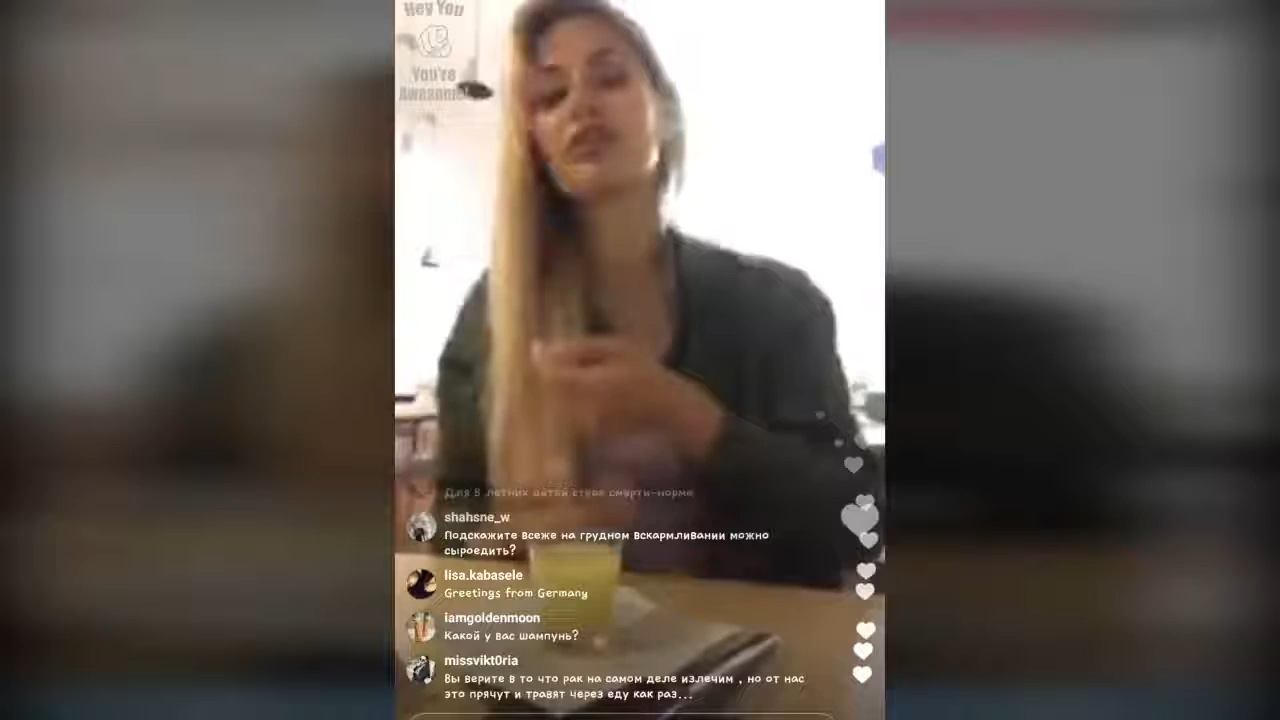 Hey You
You're
Awesome
Для 5 летних детей страх смерти-норма
shahsne_w
Подскажите всеже на грудном вскармливании можно
сыроедить?
lisa.kabasele
Greetings from Germany
iamgoldenmoon
Какой у вас шампунь?
missvikt0ria
Вы верите в то что рак на самом деле излечим , но от нас
это прячут и травят через еду как раз...